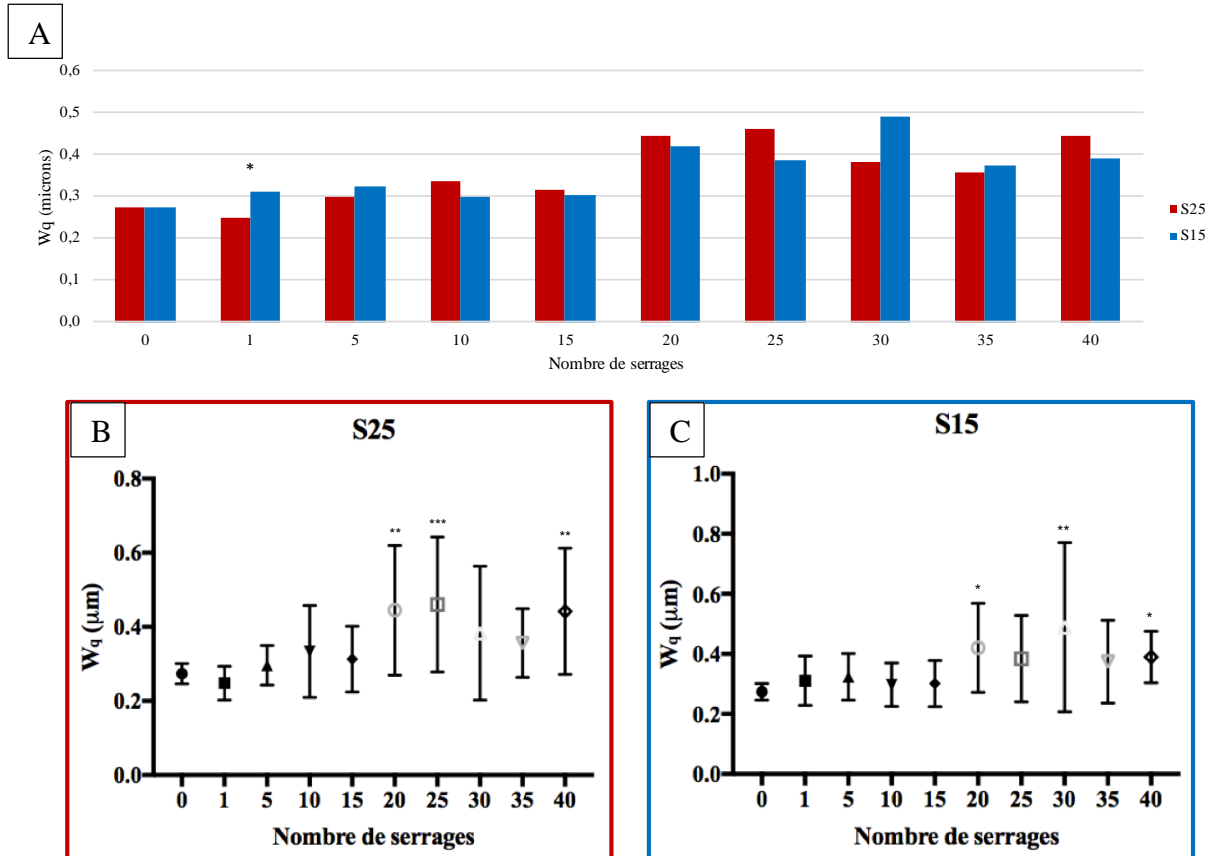 A
0,6
0,5
0,4
0,3
0,2
0,1
0,0
Wq (microns)
*
0 1 5 10 15 20 25 30 35 40
Nombre de serrages
S25
S15
B
S25
0.8
0.6
0.4
0.2
0.0
Wq (µm)
** *** **
0 1 5 10 15 20 25 30 35 40
Nombre de serrages
C
S15
1.0
0.8
0.6
0.4
0.2
0.0
Wq (µm)
* ** *
0 1 5 10 15 20 25 30 35 40
Nombre de serrages